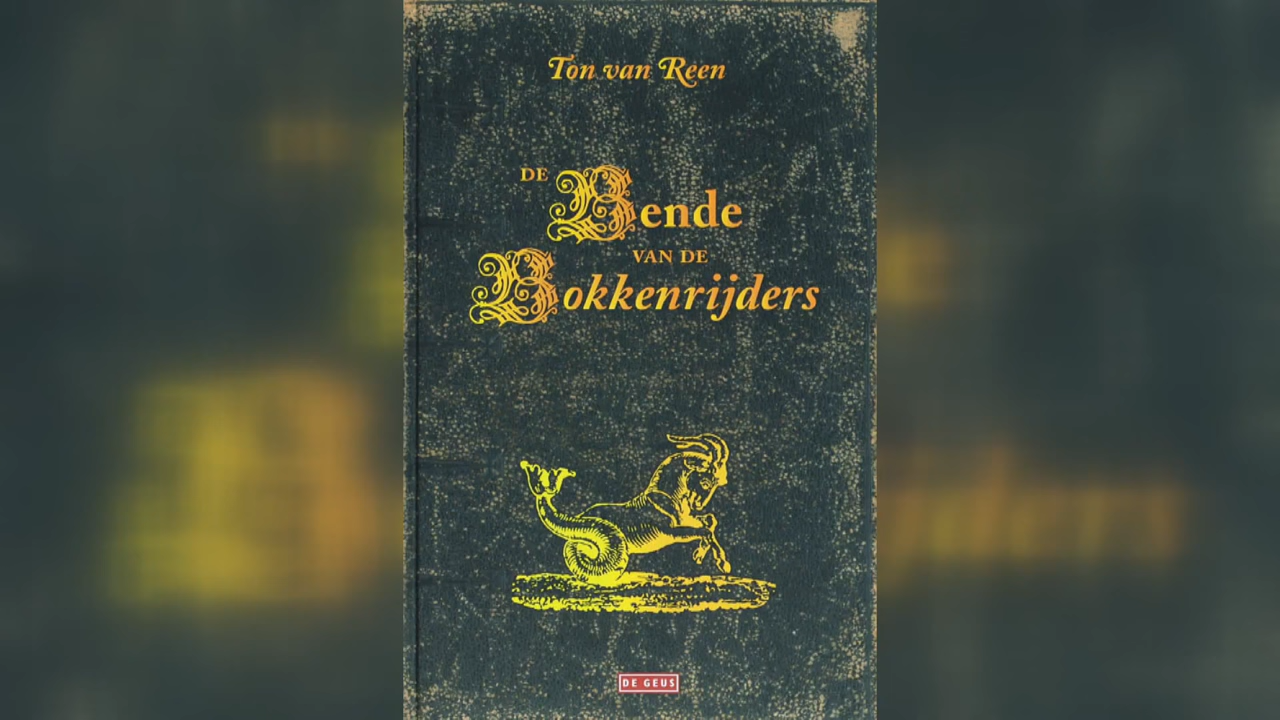 Ton van Reen
DE Bende
VAN DE
Bokkenrijders
DE GEUS